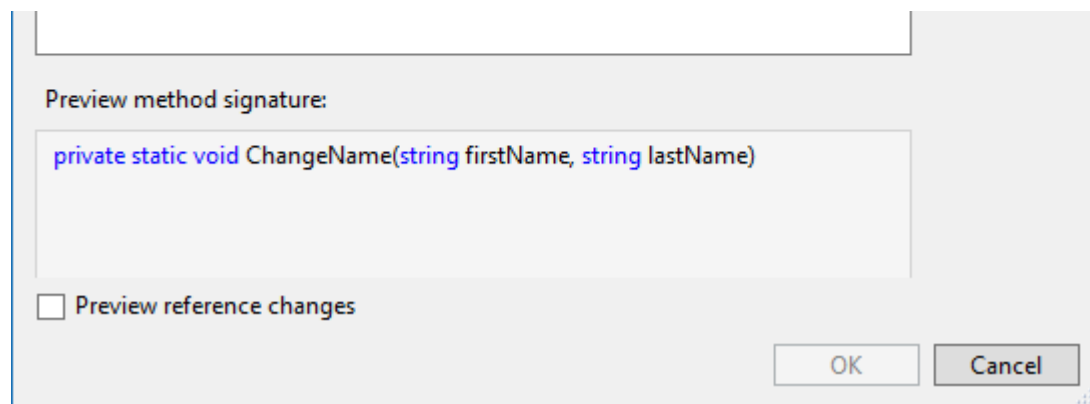 Preview method signature:
private static void ChangeName(string firstName, string lastName)
Preview reference changes
OK
Cancel